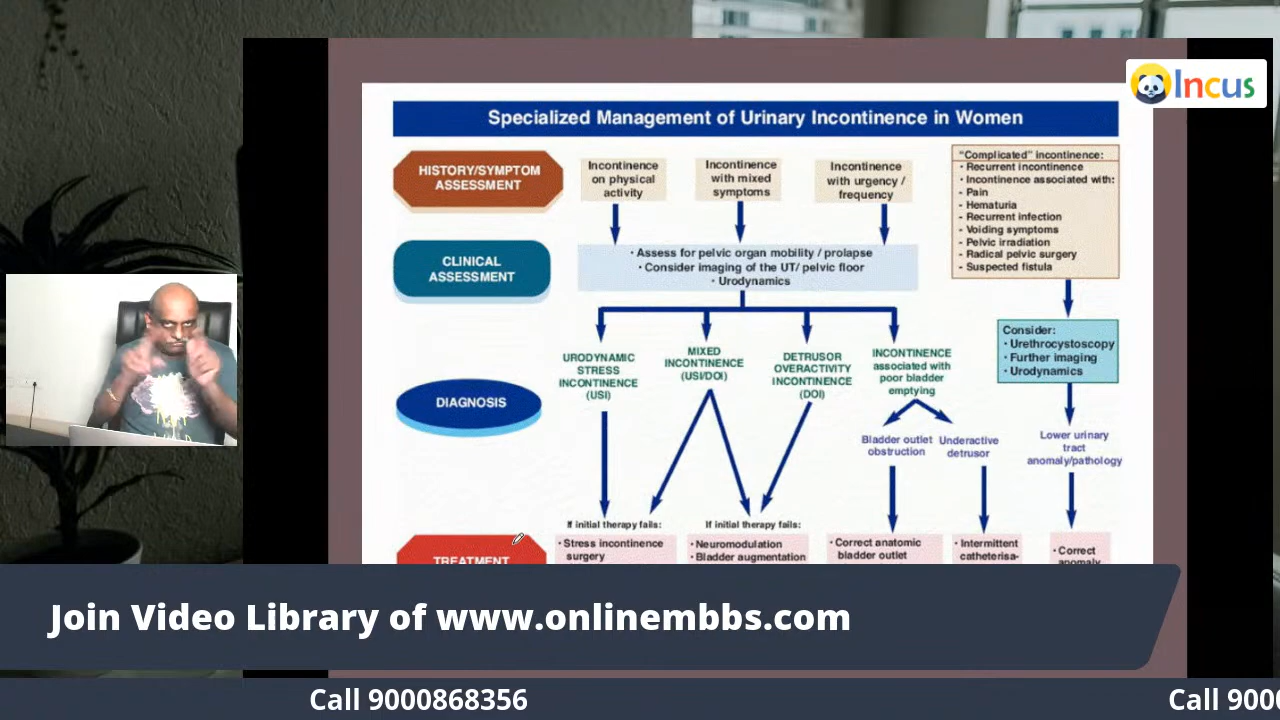 Incus
Specialized Management of Urinary Incontinence in Women
HISTORY/SYMPTOM
ASSESSMENT
Incontinence
on physical
activity
Incontinence
with mixed
symptoms
Incontinence
with urgency /
frequency
"Complicated" incontinence:
• Recurrent incontinence
• Incontinence associated with:
- Pain
- Hematuria
- Recurrent infection
- Voiding symptoms
- Pelvic irradiation
- Radical pelvic surgery
- Suspected fistula
CLINICAL
ASSESSMENT
• Assess for pelvic organ mobility / prolapse
• Consider imaging of the UT/ pelvic floor
• Urodynamics
Consider:
• Urethrocystoscopy
• Further imaging
• Urodynamics
DIAGNOSIS
URODYNAMIC
STRESS
INCONTINENCE
(USI)
MIXED
INCONTINENCE
(USI/DOI)
DETRUSOR
OVERACTIVITY
INCONTINENCE
(DOI)
INCONTINENCE
associated with
poor bladder
emptying
Bladder outlet
obstruction
Underactive
detrusor
Lower urinary
tract
anomaly/pathology
TREATMENT
If initial therapy fails:
• Stress incontinence
surgery
If initial therapy fails:
• Neuromodulation
• Bladder augmentation
• Correct anatomic
bladder outlet
• Intermittent
catheterisa-
• Correct
anomaly
Join Video Library of www.onlinembbs.com
Call 9000868356
Call 9000